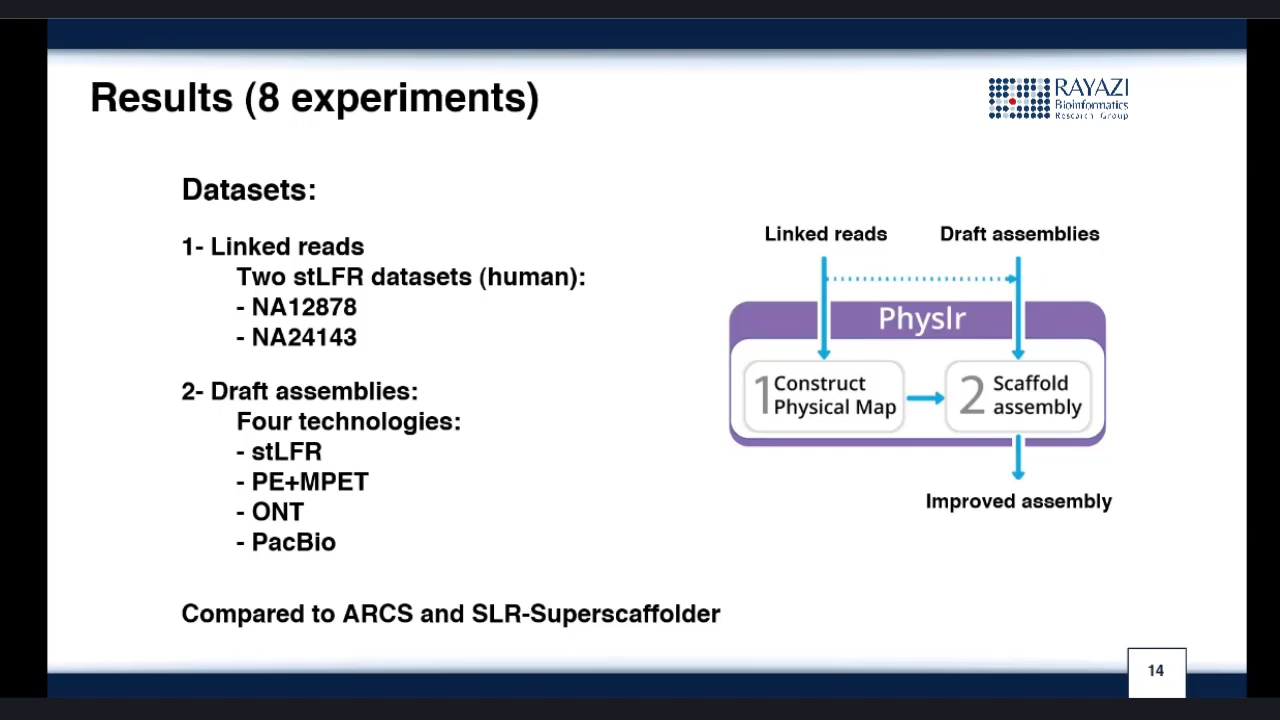 Results (8 experiments)
RAYAZI
Bioinformatics
Research Group
Datasets:
1- Linked reads
Two stLFR datasets (human):
- NA12878
- NA24143
2- Draft assemblies:
Four technologies:
- stLFR
- PE+MPET
- ONT
- PacBio
Compared to ARCS and SLR-Superscaffolder
Linked reads
Draft assemblies
Physlr
1 Construct
Physical Map
2 Scaffold
assembly
Improved assembly
14